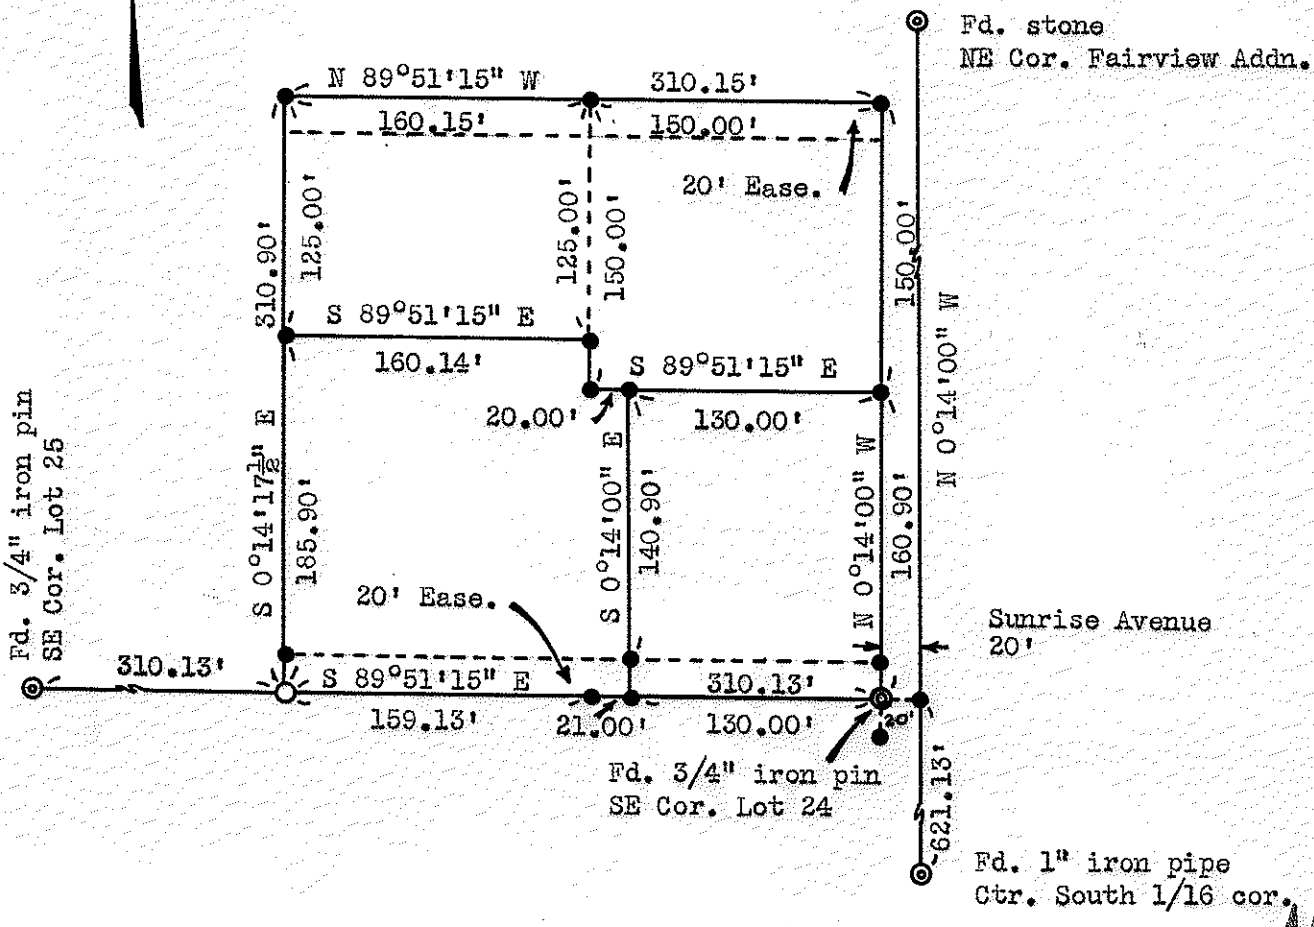 Fd. stone
NE Cor. Fairview Addn.
N 89°51'15" W
310.15'
160.15'
150.00'
20' Ease.
310.90'
125.00'
125.00'
150.00'
150.00'
N 0°14'00" W
S 89°51'15" E
160.14'
S 89°51'15" E
20.00'
130.00'
Fd. 3/4" iron pin
SE Cor. Lot 25
S 0°14'17½" E
185.90'
S 0°14'00" E
140.90'
N 0°14'00" W
160.90'
20' Ease.
Sunrise Avenue
20'
310.13'
S 89°51'15" E
310.13'
159.13'
21.00'
130.00'
20'
Fd. 3/4" iron pin
SE Cor. Lot 24
621.13'
Fd. 1" iron pipe
Ctr. South 1/16 cor.